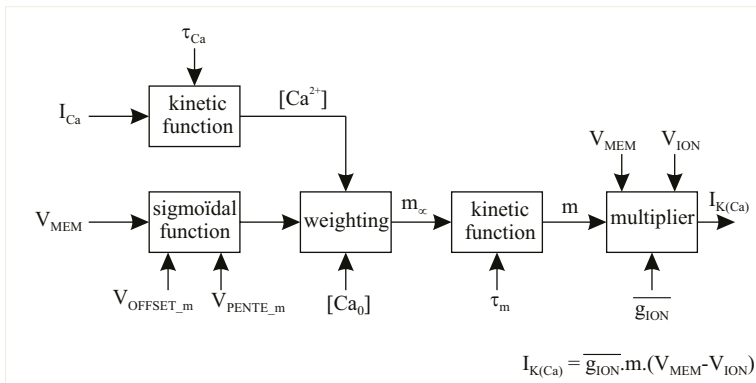 τCa
kinetic
function
ICa
[Ca2+]
VMEM
sigmoïdal
function
VOFFSET_m
VPENTE_m
weighting
[Ca0]
m∝
kinetic
function
τm
m
VMEM
VION
multiplier
IK(Ca)
gION
IK(Ca) = gION.m.(VMEM-VION)